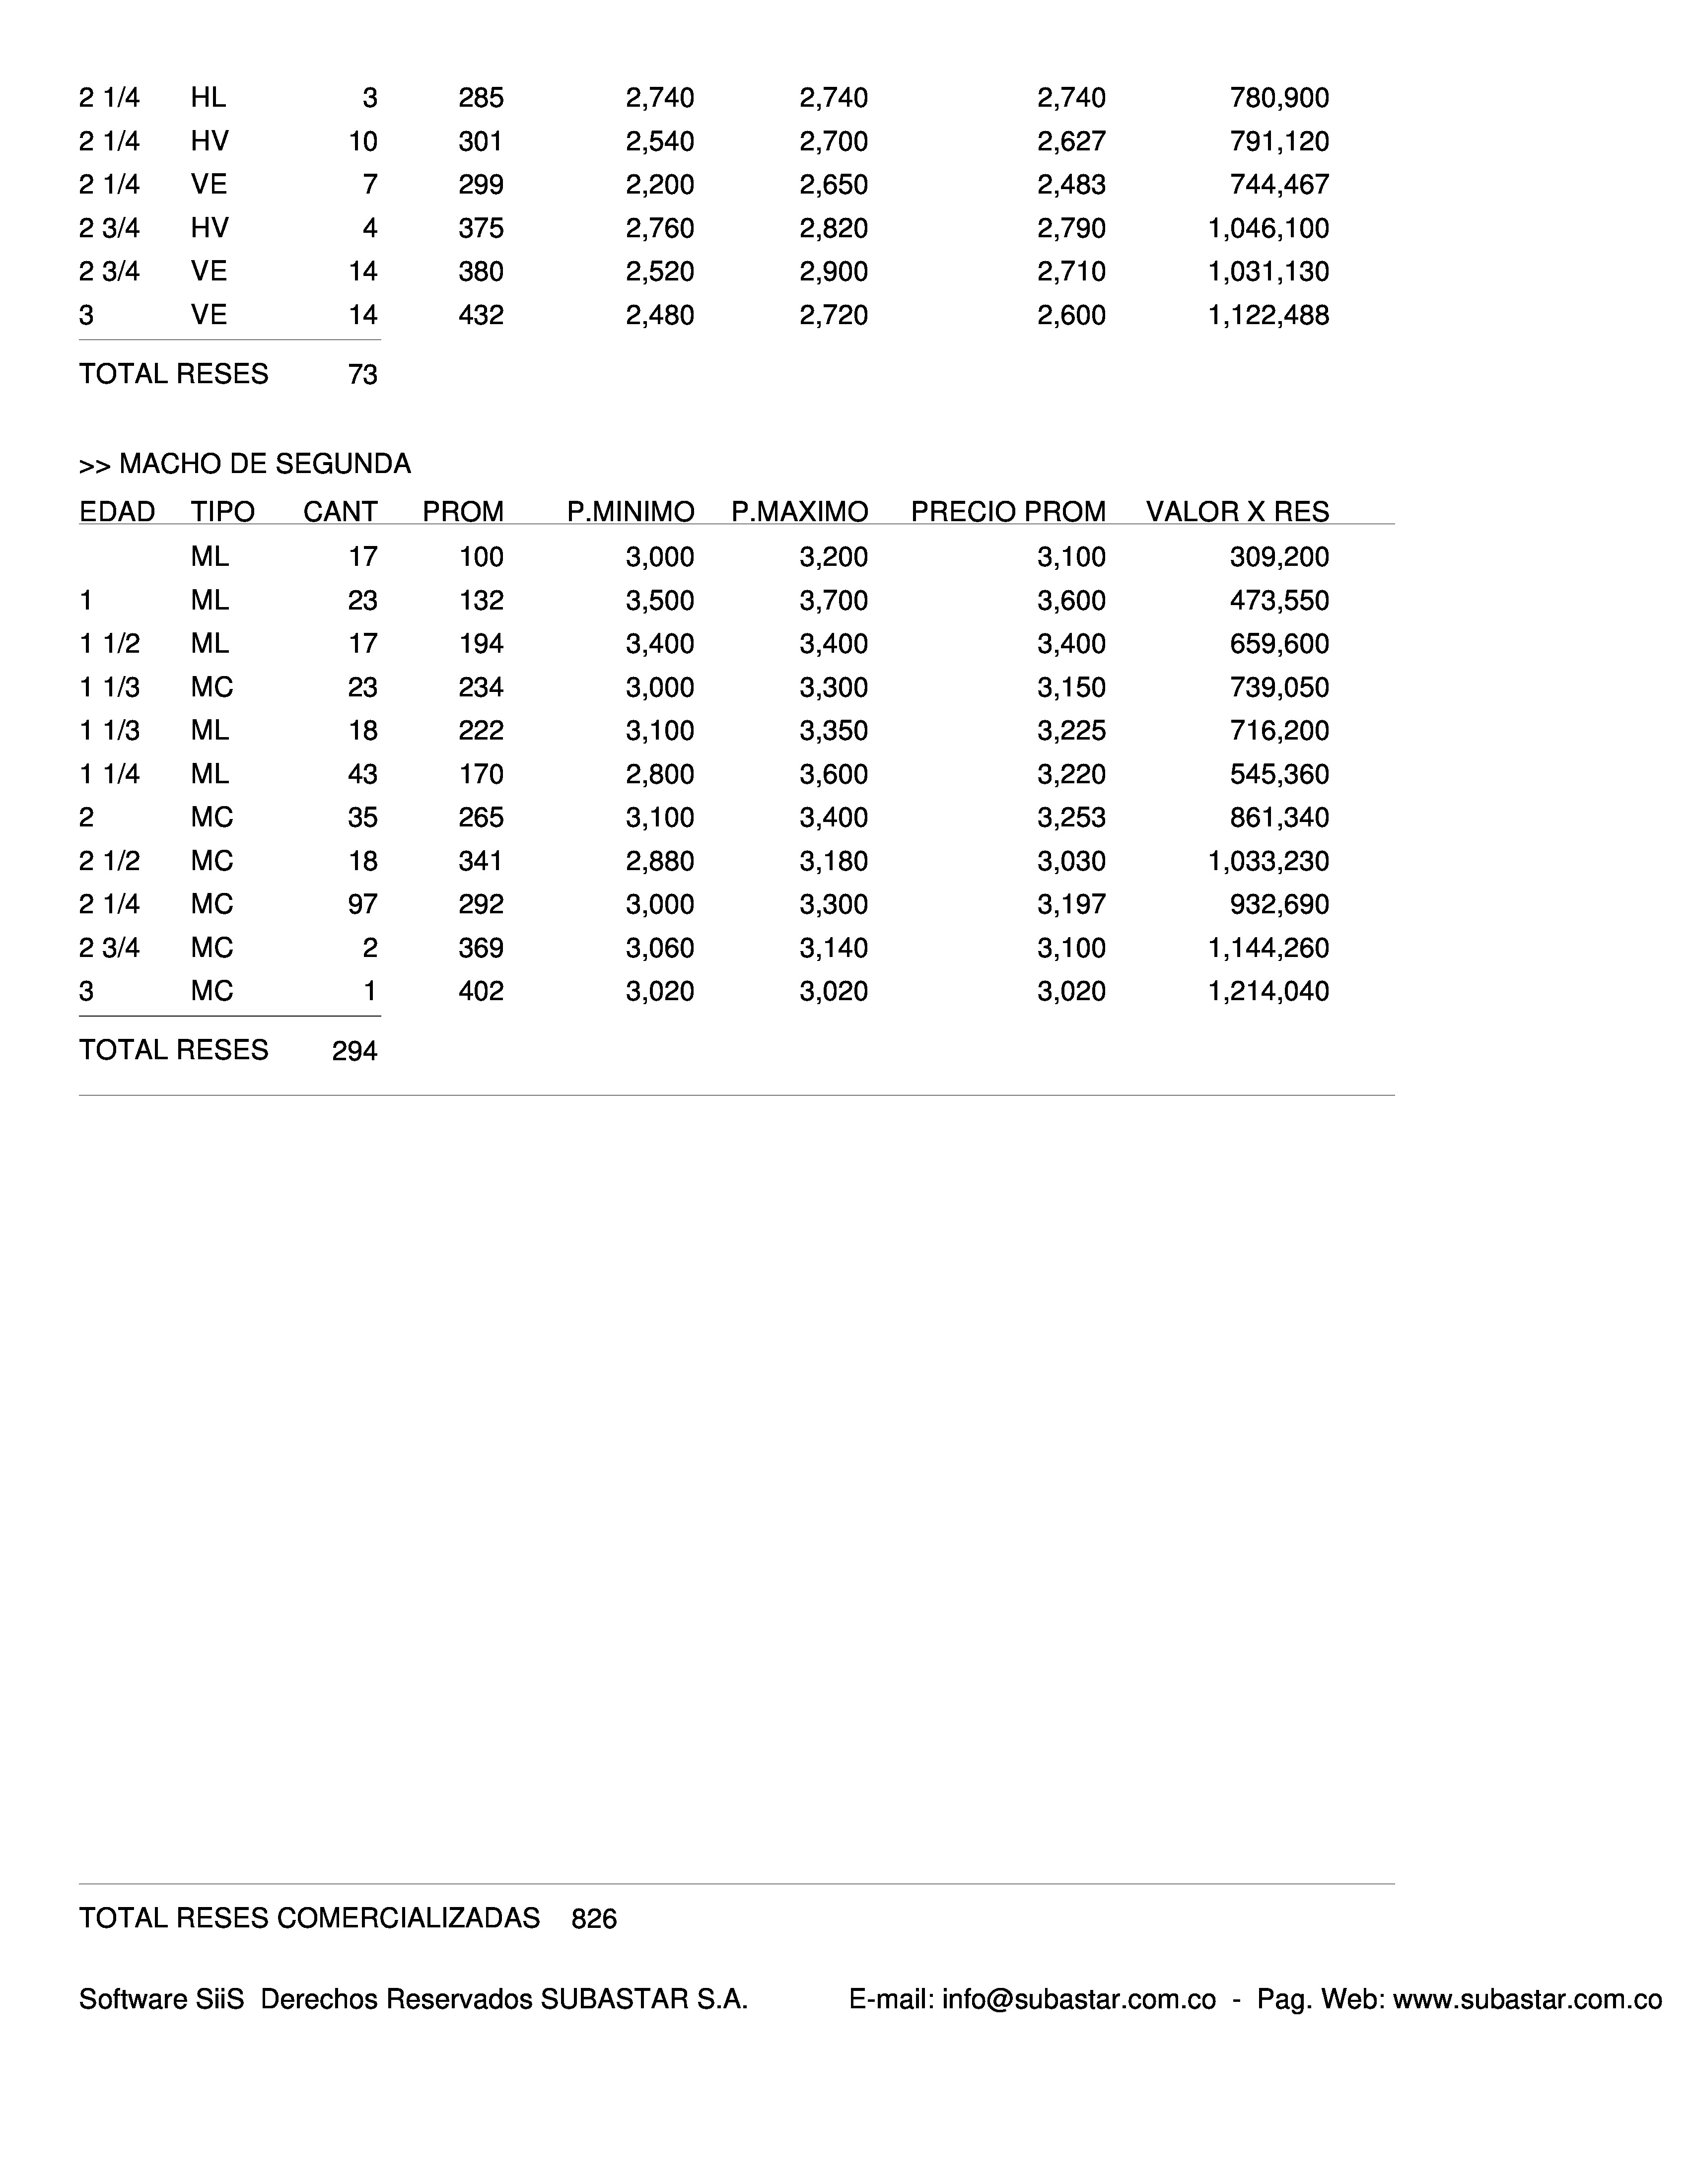 2 1/4 HL 3 285 2,740 2,740 2,740 780,900
2 1/4 HV 10 301 2,540 2,700 2,627 791,120
2 1/4 VE 7 299 2,200 2,650 2,483 744,467
2 3/4 HV 4 375 2,760 2,820 2,790 1,046,100
2 3/4 VE 14 380 2,520 2,900 2,710 1,031,130
3 VE 14 432 2,480 2,720 2,600 1,122,488
TOTAL RESES 73
>> MACHO DE SEGUNDA
EDAD TIPO CANT PROM P.MINIMO P.MAXIMO PRECIO PROM VALOR X RES
ML 17 100 3,000 3,200 3,100 309,200
1 ML 23 132 3,500 3,700 3,600 473,550
1 1/2 ML 17 194 3,400 3,400 3,400 659,600
1 1/3 MC 23 234 3,000 3,300 3,150 739,050
1 1/3 ML 18 222 3,100 3,350 3,225 716,200
1 1/4 ML 43 170 2,800 3,600 3,220 545,360
2 MC 35 265 3,100 3,400 3,253 861,340
2 1/2 MC 18 341 2,880 3,180 3,030 1,033,230
2 1/4 MC 97 292 3,000 3,300 3,197 932,690
2 3/4 MC 2 369 3,060 3,140 3,100 1,144,260
3 MC 1 402 3,020 3,020 3,020 1,214,040
TOTAL RESES 294
TOTAL RESES COMERCIALIZADAS 826
Software SiiS Derechos Reservados SUBASTAR S.A. E-mail: info@subastar.com.co - Pag. Web: www.subastar.com.co